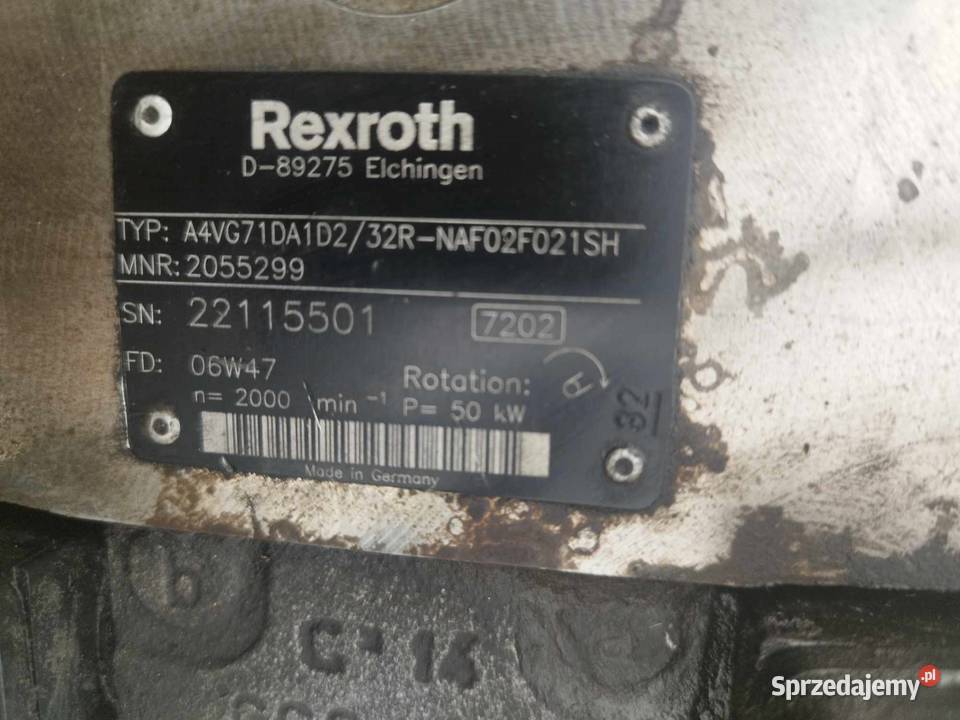 Rexroth
D-89275 Elchingen
TYP: A4VG71DA1D2/32R-NAF02F021SH
MNR: 2055299
SN: 22115501 7202
FD: 06W47 Rotation:
n= 2000 min⁻¹ P= 50 kW
32
Made in Germany
b
C-14
Sprzedajemy.pl